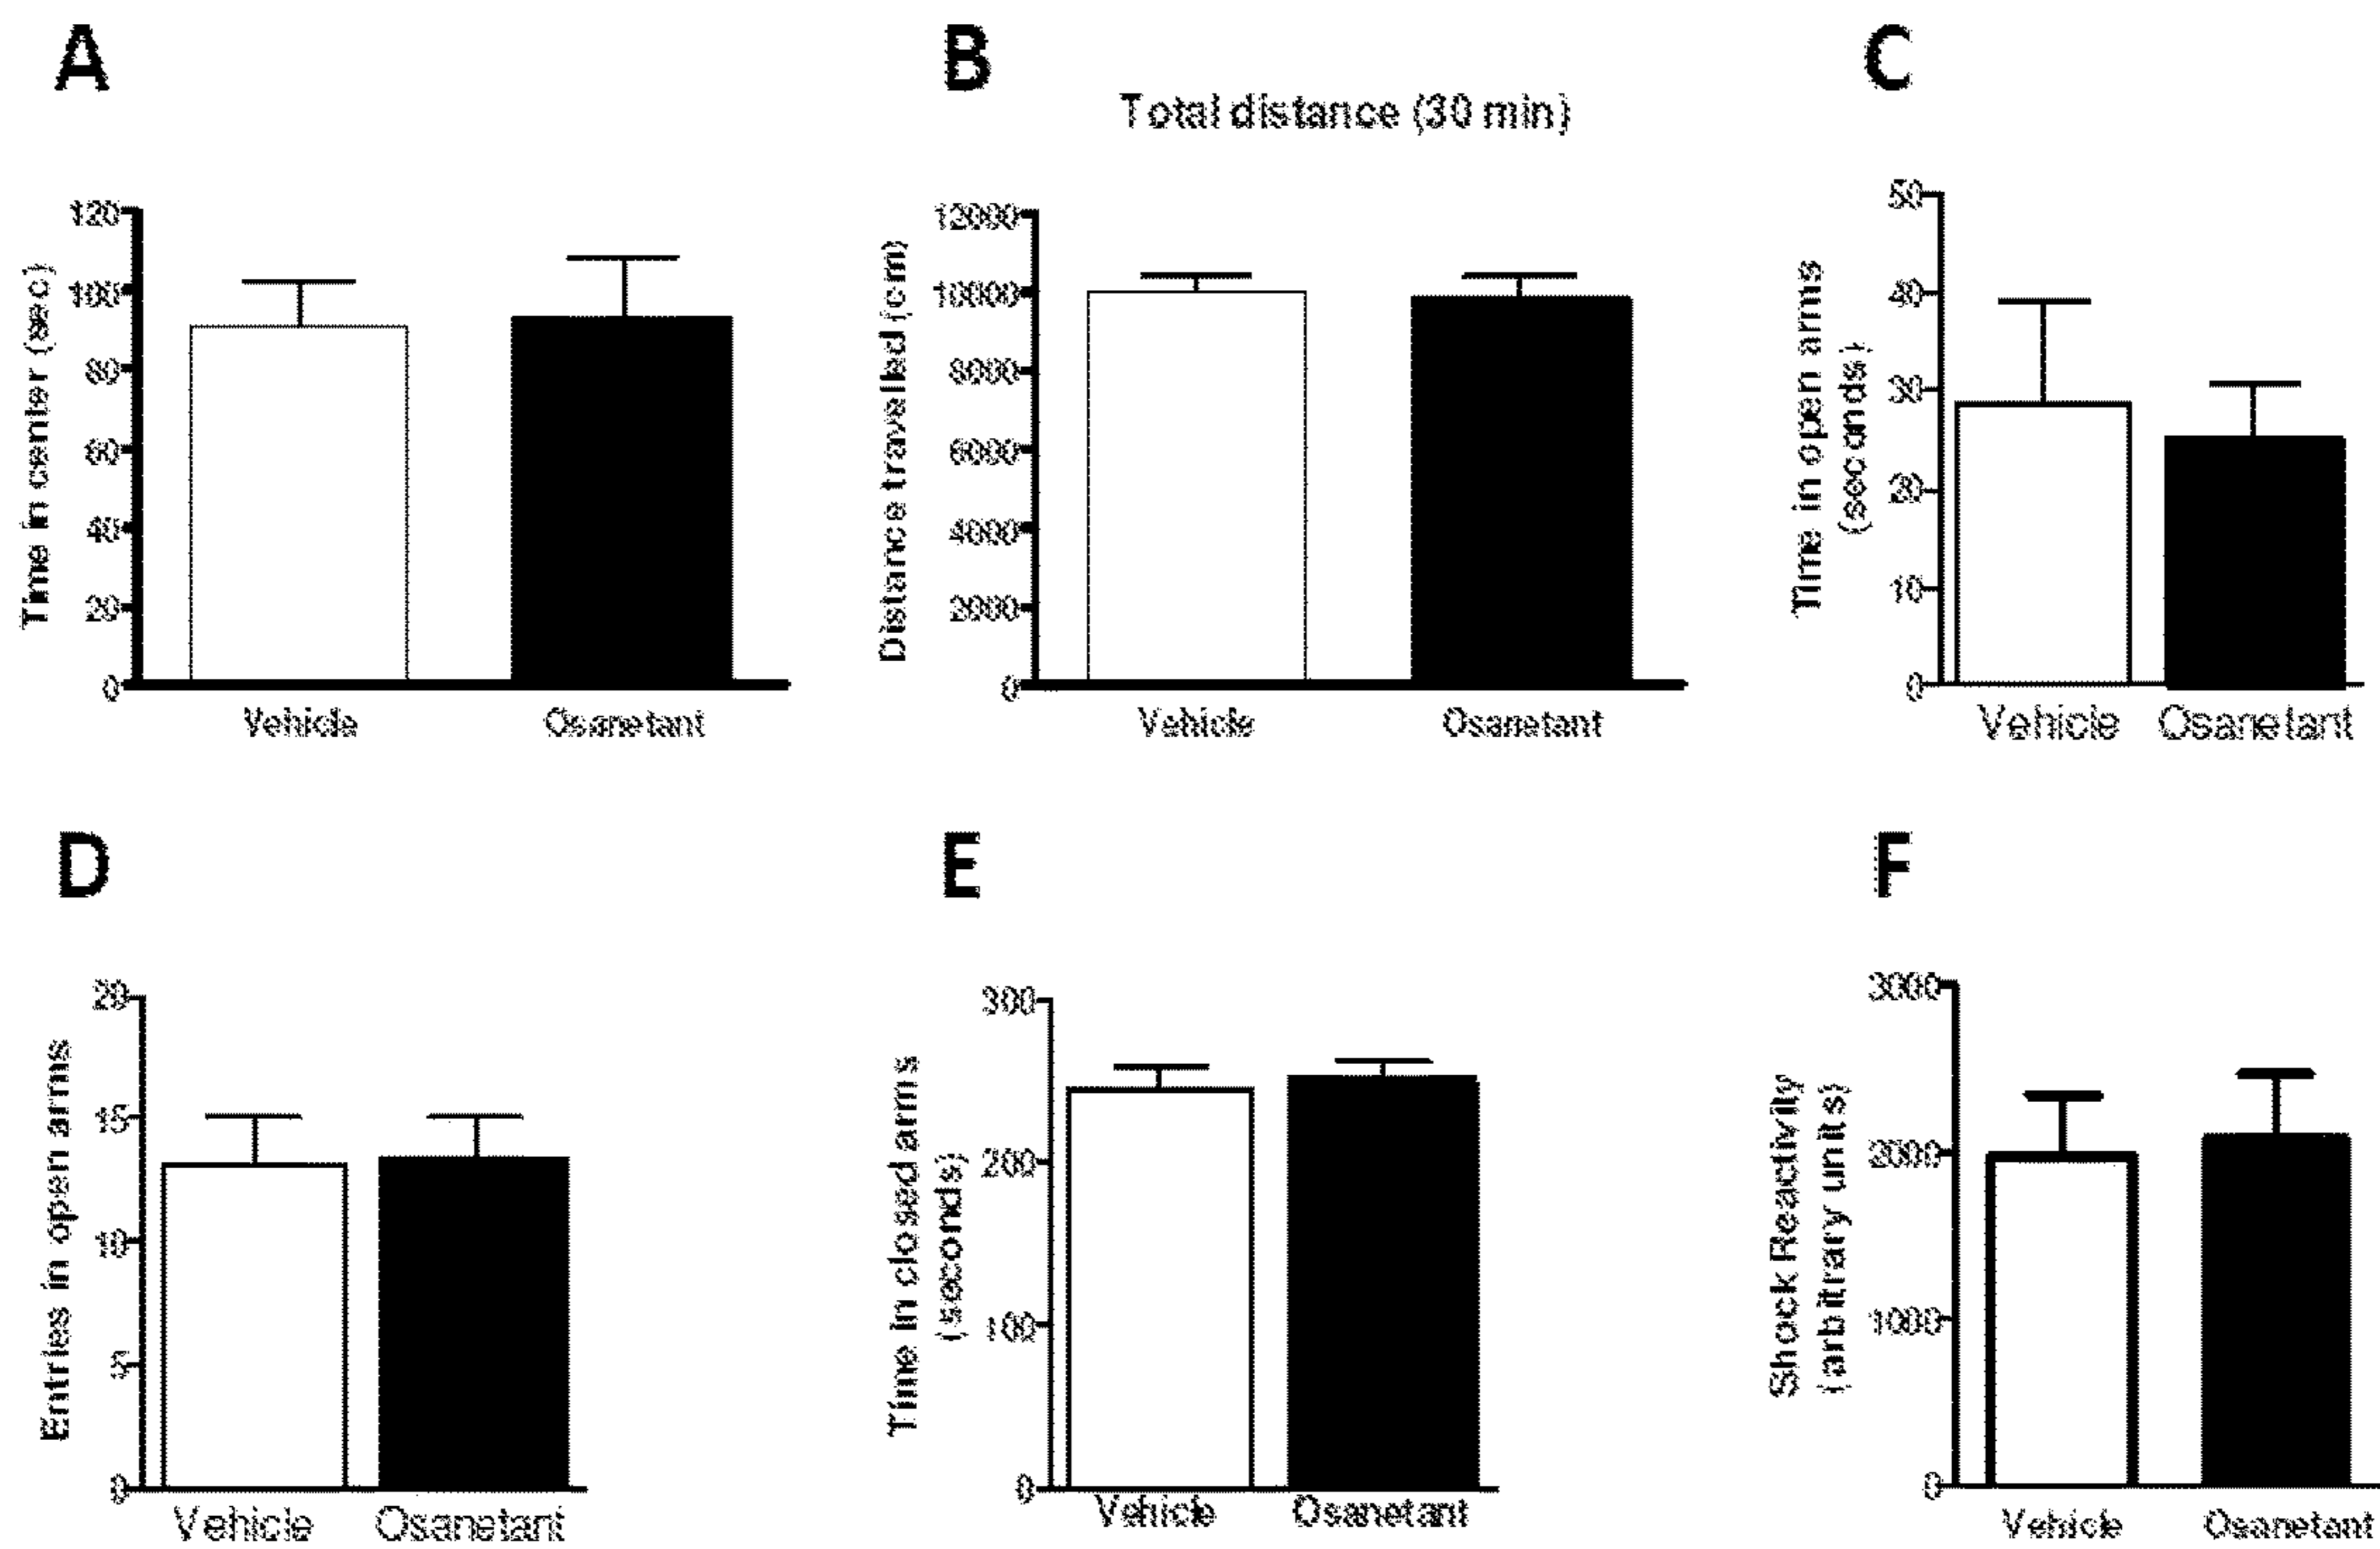 A
Time in center (sec)
120
100
80
60
40
20
0
Vehicle
Osanetant
B
Total distance (30 min)
Distance travelled (cm)
12000
10000
8000
6000
4000
2000
0
Vehicle
Osanetant
C
Time in open arms
(seconds)
50
40
30
20
10
0
Vehicle
Osanetant
D
Entries in open arms
20
15
10
5
0
Vehicle
Osanetant
E
Time in closed arms
(seconds)
300
200
100
0
Vehicle
Osanetant
F
Shock Reactivity
(arbitrary units)
3000
2000
1000
0
Vehicle
Osanetant